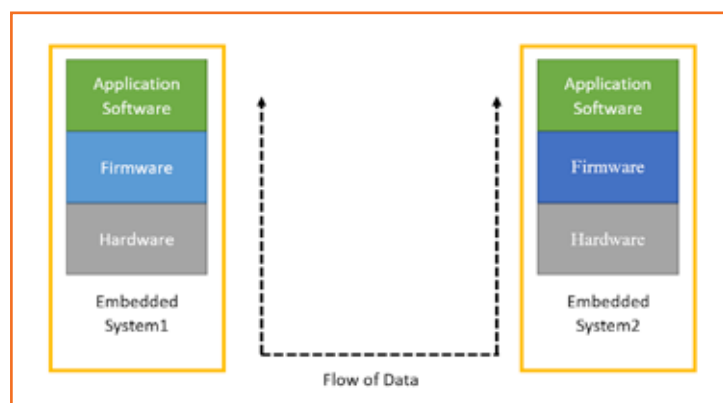 Application
Software
Firmware
Hardware
Embedded
System1
Flow of Data
Application
Software
Firmware
Hardware
Embedded
System2